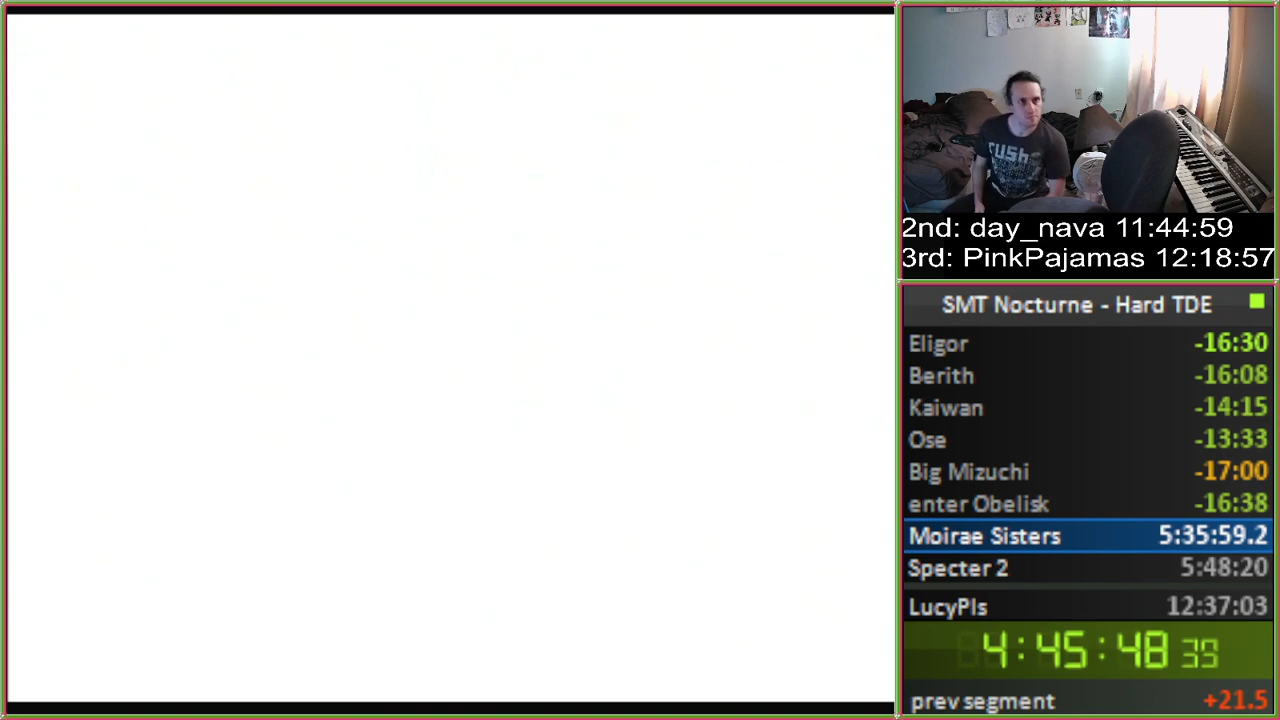 rush
2nd: day_nava 11:44:59
3rd: PinkPajamas 12:18:57
SMT Nocturne - Hard TDE
Eligor -16:30
Berith -16:08
Kaiwan -14:15
Ose -13:33
Big Mizuchi -17:00
enter Obelisk -16:38
Moirae Sisters 5:35:59.2
Specter 2 5:48:20
LucyPls 12:37:03
4:45:48 39
prev segment +21.5